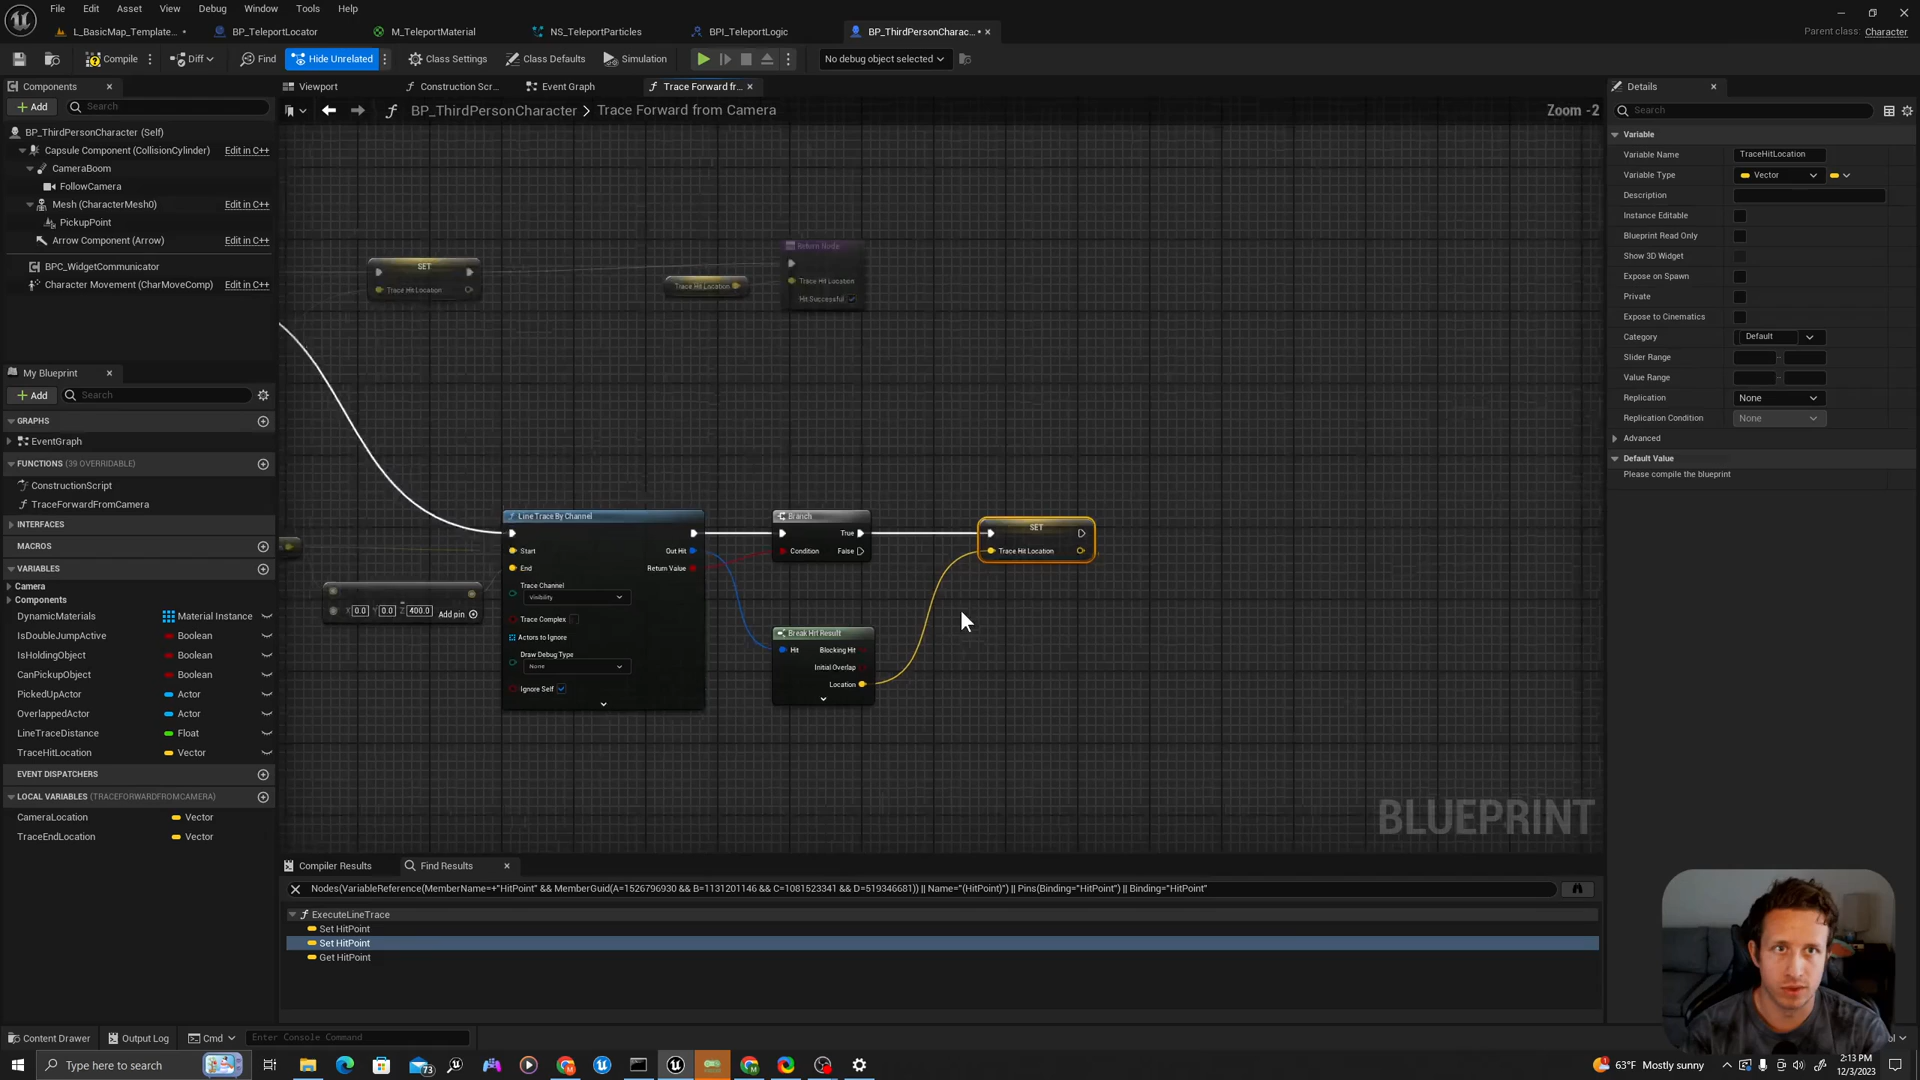 File Edit Asset View Debug Window Tools Help
L_BasicMap_Template... BP_TeleportLocator M_TeleportMaterial NS_TeleportParticles BPI_TeleportLogic BP_ThirdPersonCharac...
Parent class: Character
Compile Diff Find Hide Unrelated Class Settings Class Defaults Simulation No debug object selected
Components Viewport Construction Scr... Event Graph Trace Forward fr... Details
Add Search
BP_ThirdPersonCharacter > Trace Forward from Camera Zoom -2
Search
BP_ThirdPersonCharacter (Self)
Capsule Component (CollisionCylinder) Edit in C++
CameraBoom
FollowCamera
Mesh (CharacterMesh0) Edit in C++
PickupPoint
Arrow Component (Arrow) Edit in C++
BPC_WidgetCommunicator
Character Movement (CharMoveComp) Edit in C++
My Blueprint
Add Search
GRAPHS
EventGraph
FUNCTIONS (39 OVERRIDABLE)
ConstructionScript
TraceForwardFromCamera
INTERFACES
MACROS
VARIABLES
Camera
Components
DynamicMaterials Material Instance
IsDoubleJumpActive Boolean
IsHoldingObject Boolean
CanPickupObject Boolean
PickedUpActor Actor
OverlappedActor Actor
LineTraceDistance Float
TraceHitLocation Vector
EVENT DISPATCHERS
LOCAL VARIABLES (TRACEFORWARDFROMCAMERA)
CameraLocation Vector
TraceEndLocation Vector
SET
Trace Hit Location
Trace Hit Location
Return Node
Trace Hit Location
Hit Successful
X 0.0 Y 0.0 Z 400.0 Add pin
Line Trace By Channel
Start Out Hit
End Return Value
Trace Channel
Visibility
Trace Complex
Actors to Ignore
Draw Debug Type
None
Ignore Self
Branch
True
Condition False
Break Hit Result
Hit Blocking Hit
Initial Overlap
Location
SET
Trace Hit Location
BLUEPRINT
Variable
Variable Name TraceHitLocation
Variable Type Vector
Description
Instance Editable
Blueprint Read Only
Show 3D Widget
Expose on Spawn
Private
Expose to Cinematics
Category Default
Slider Range
Value Range
Replication None
Replication Condition None
Advanced
Default Value
Please compile the blueprint
Compiler Results Find Results
Nodes(VariableReference(MemberName=+"HitPoint" && MemberGuid(A=1526796930 && B=1131201146 && C=1081523341 && D=519346681)) || Name="(HitPoint)") || Pins(Binding="HitPoint") || Binding="HitPoint"
ExecuteLineTrace
Set HitPoint
Set HitPoint
Get HitPoint
Content Drawer Output Log Cmd Enter Console Command
Type here to search
73
63°F Mostly sunny
2:13 PM
12/3/2023